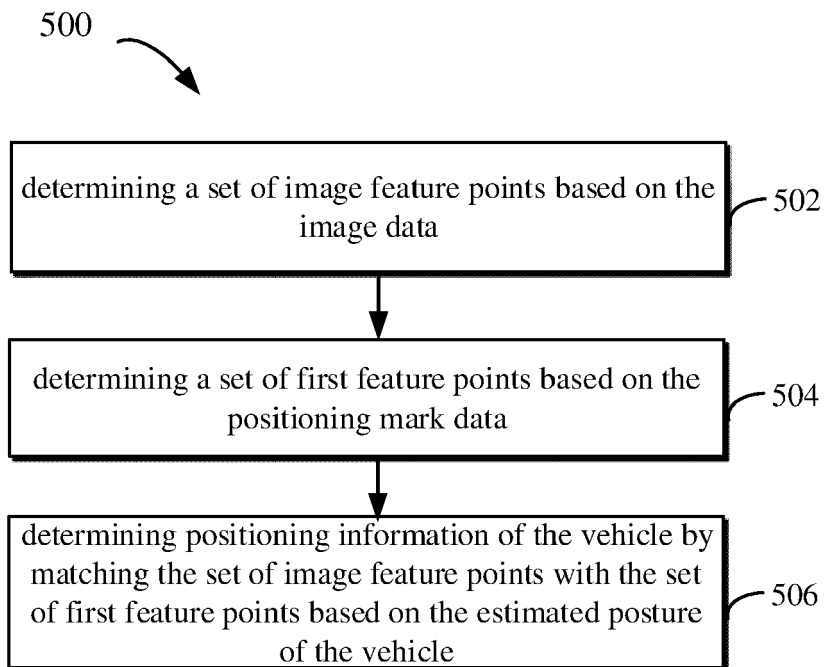 500
determining a set of image feature points based on the
image data
502
determining a set of first feature points based on the
positioning mark data
504
determining positioning information of the vehicle by
matching the set of image feature points with the set
of first feature points based on the estimated posture
of the vehicle
506